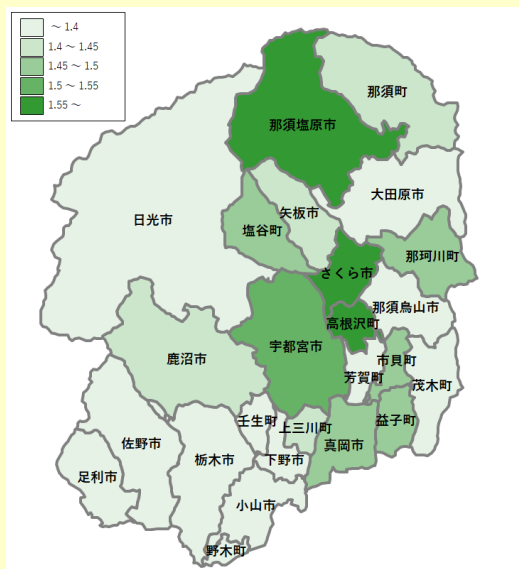 ～ 1.4
1.4 ～ 1.45
1.45 ～ 1.5
1.5 ～ 1.55
1.55 ～
那須町
那須塩原市
大田原市
矢板市
日光市
塩谷町
那珂川町
さくら市
那須烏山市
高根沢町
宇都宮市
鹿沼市
市貝町
芳賀町
茂木町
益子町
壬生町
上三川町
佐野市
真岡市
栃木市
下野市
足利市
小山市
野木町